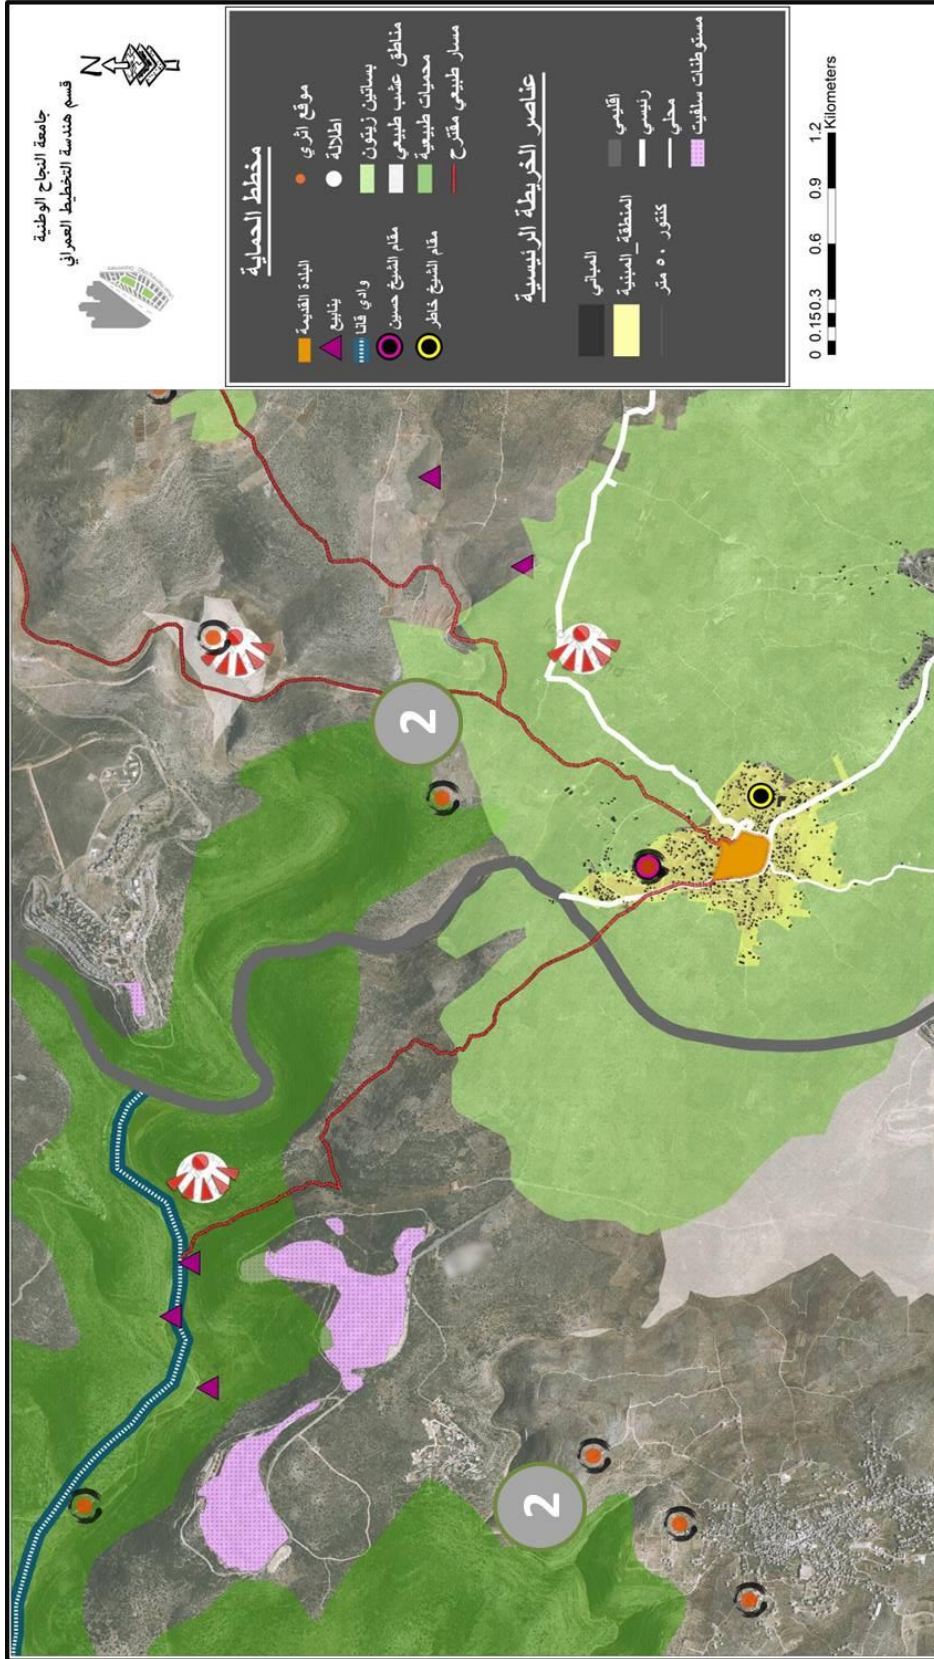 جامعة النجاح الوطنية
قسم هندسة التخطيط العمراني
N
مخطط الحماية
البلدة القديمة
ينابيع
وادي قانا
مقام الشيخ حسين
مقام الشيخ خاطر
موقع اثري
اطلالة
بساتين زيتون
مناطق عشب طبيعي
محميات طبيعية
مسار طبيعي مقترح
عناصر الخريطة الرئيسية
المباني
المنطقة_المبنية
كنتور ٥٠ متر
اقليمي
رئيسي
محلي
مستوطنات سلفيت
0 0.15 0.3 0.6 0.9 1.2
Kilometers
2
2